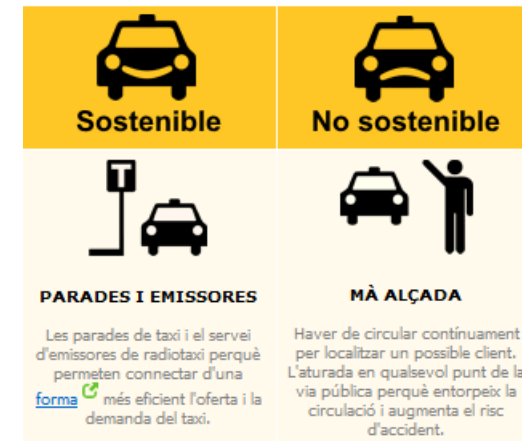 Sostenible
No sostenible
T
PARADES I EMISSORES
Les parades de taxi i el servei
d'emissores de radiotaxi perquè
permeten connectar d'una
forma més eficient l'oferta i la
demanda del taxi.
MÀ ALÇADA
Haver de circular contínuament
per localitzar un possible client.
L'aturada en qualsevol punt de la
via pública perquè entorpeix la
circulació i augmenta el risc
d'accident.